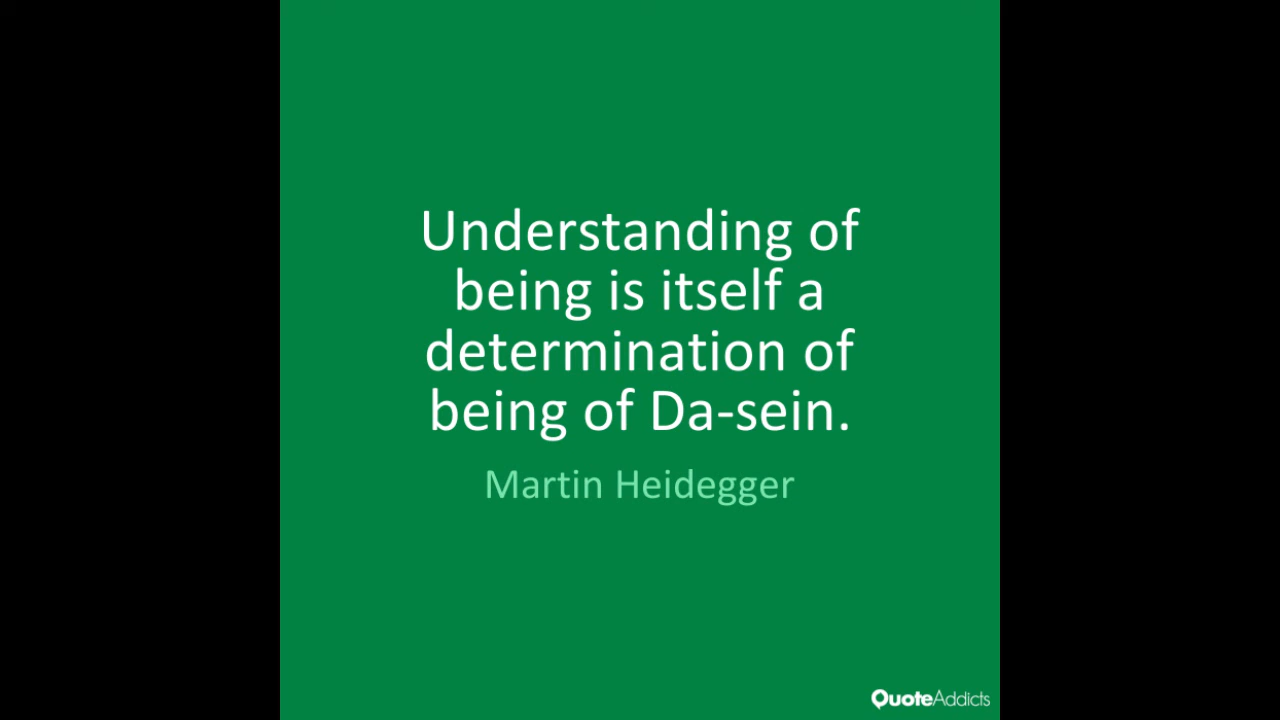 Understanding of
being is itself a
determination of
being of Da-sein.
Martin Heidegger
QuoteAddicts